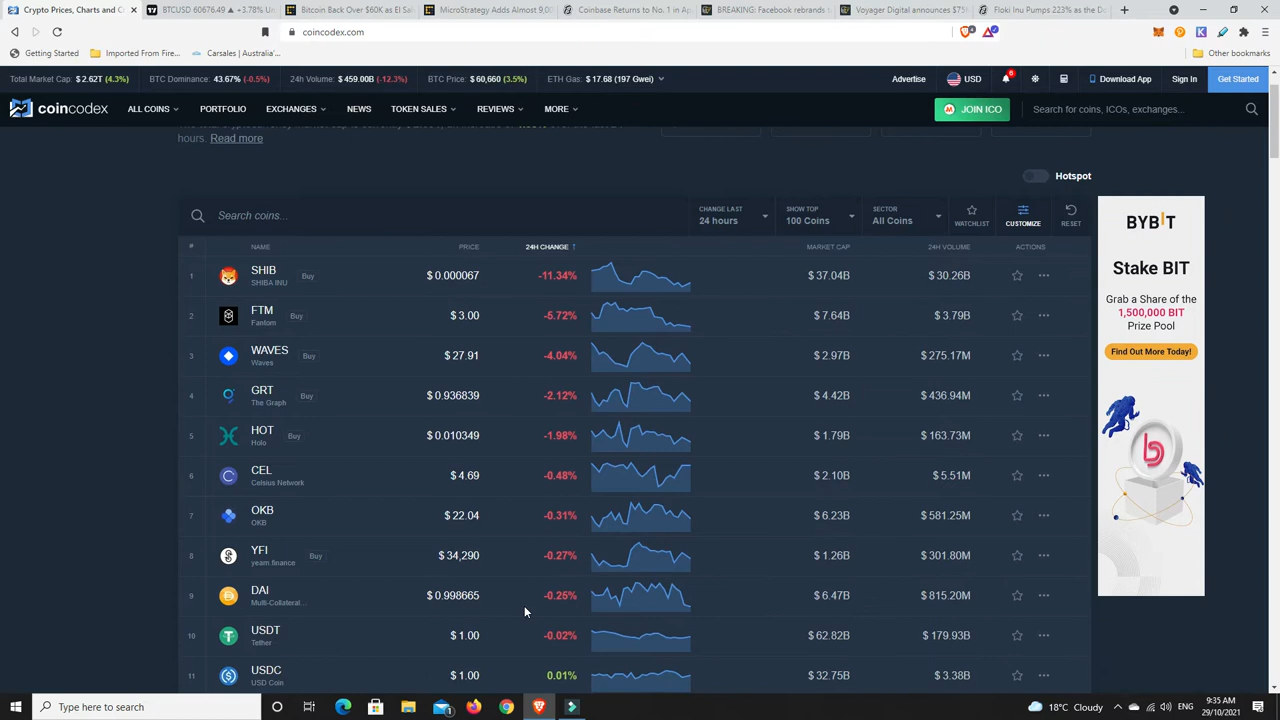 Crypto Prices, Charts and C
BTCUSD 60676.49 ▲ +3.78% Un
Bitcoin Back Over $60K as El Sal
MicroStrategy Adds Almost 9,00
Coinbase Returns to No. 1 in Ap
BREAKING: Facebook rebrands t
Voyager Digital announces $75M
Floki Inu Pumps 223% as the Do
coincodex.com
Getting Started
Imported From Firef...
Carsales (Australia)
Other bookmarks
Total Market Cap: $ 2.62T (4.3%)
BTC Dominance: 43.67% (-0.5%)
24h Volume: $ 459.00B (-12.3%)
BTC Price: $ 60,660 (3.5%)
ETH Gas: $ 17.68 (197 Gwei)
Advertise
USD
6
Download App
Sign In
Get Started
coincodex
ALL COINS
PORTFOLIO
EXCHANGES
NEWS
TOKEN SALES
REVIEWS
MORE
JOIN ICO
Search for coins, ICOs, exchanges...
hours. Read more
Hotspot
Search coins...
CHANGE LAST
24 hours
SHOW TOP
100 Coins
SECTOR
All Coins
WATCHLIST
CUSTOMIZE
RESET
# NAME PRICE 24H CHANGE ↑ MARKET CAP 24H VOLUME ACTIONS
1 SHIB Buy $ 0.000067 -11.34% $ 37.04B $ 30.26B
SHIBA INU
2 FTM Buy $ 3.00 -5.72% $ 7.64B $ 3.79B
Fantom
3 WAVES Buy $ 27.91 -4.04% $ 2.97B $ 275.17M
Waves
4 GRT Buy $ 0.936839 -2.12% $ 4.42B $ 436.94M
The Graph
5 HOT Buy $ 0.010349 -1.98% $ 1.79B $ 163.73M
Holo
6 CEL $ 4.69 -0.48% $ 2.10B $ 5.51M
Celsius Network
7 OKB $ 22.04 -0.31% $ 6.23B $ 581.25M
OKB
8 YFI Buy $ 34,290 -0.27% $ 1.26B $ 301.80M
yearn.finance
9 DAI $ 0.998665 -0.25% $ 6.47B $ 815.20M
Multi-Collateral...
10 USDT $ 1.00 -0.02% $ 62.82B $ 179.93B
Tether
11 USDC $ 1.00 0.01% $ 32.75B $ 3.38B
USD Coin
BYBIT
Stake BIT
Grab a Share of the
1,500,000 BIT
Prize Pool
Find Out More Today!
Type here to search
18°C Cloudy
ENG
9:35 AM
29/10/2021